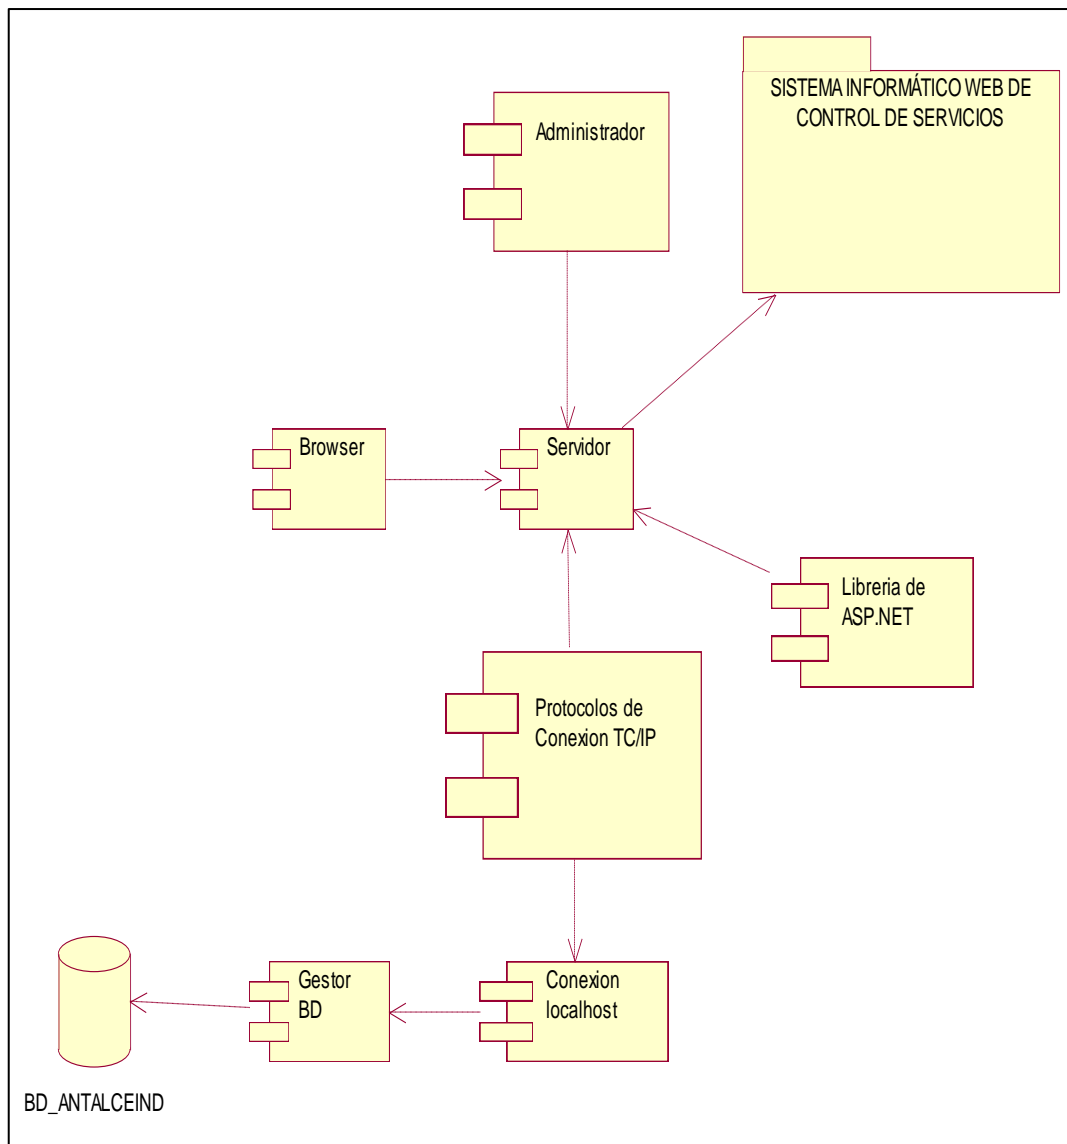 SISTEMA INFORMÁTICO WEB DE
CONTROL DE SERVICIOS
Administrador
Browser
Servidor
Libreria de
ASP.NET
Protocolos de
Conexion TC/IP
Gestor
BD
Conexion
localhost
BD_ANTALCEIND